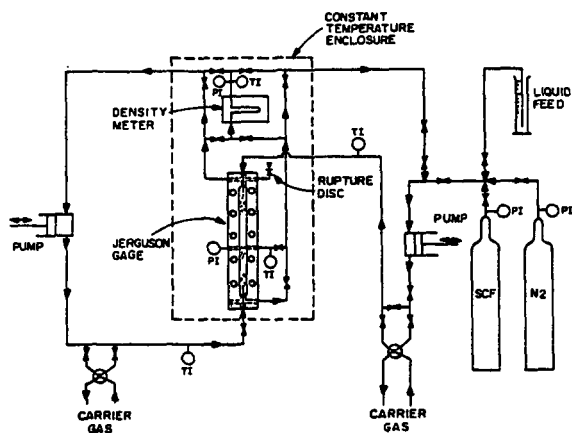 CONSTANT
TEMPERATURE
ENCLOSURE
PI
TI
DENSITY
METER
LIQUID
FEED
TI
RUPTURE
DISC
PI
PI
PUMP
PUMP
JERGUSON
GAGE
PI
TI
SCF
N2
TI
CARRIER
GAS
CARRIER
GAS